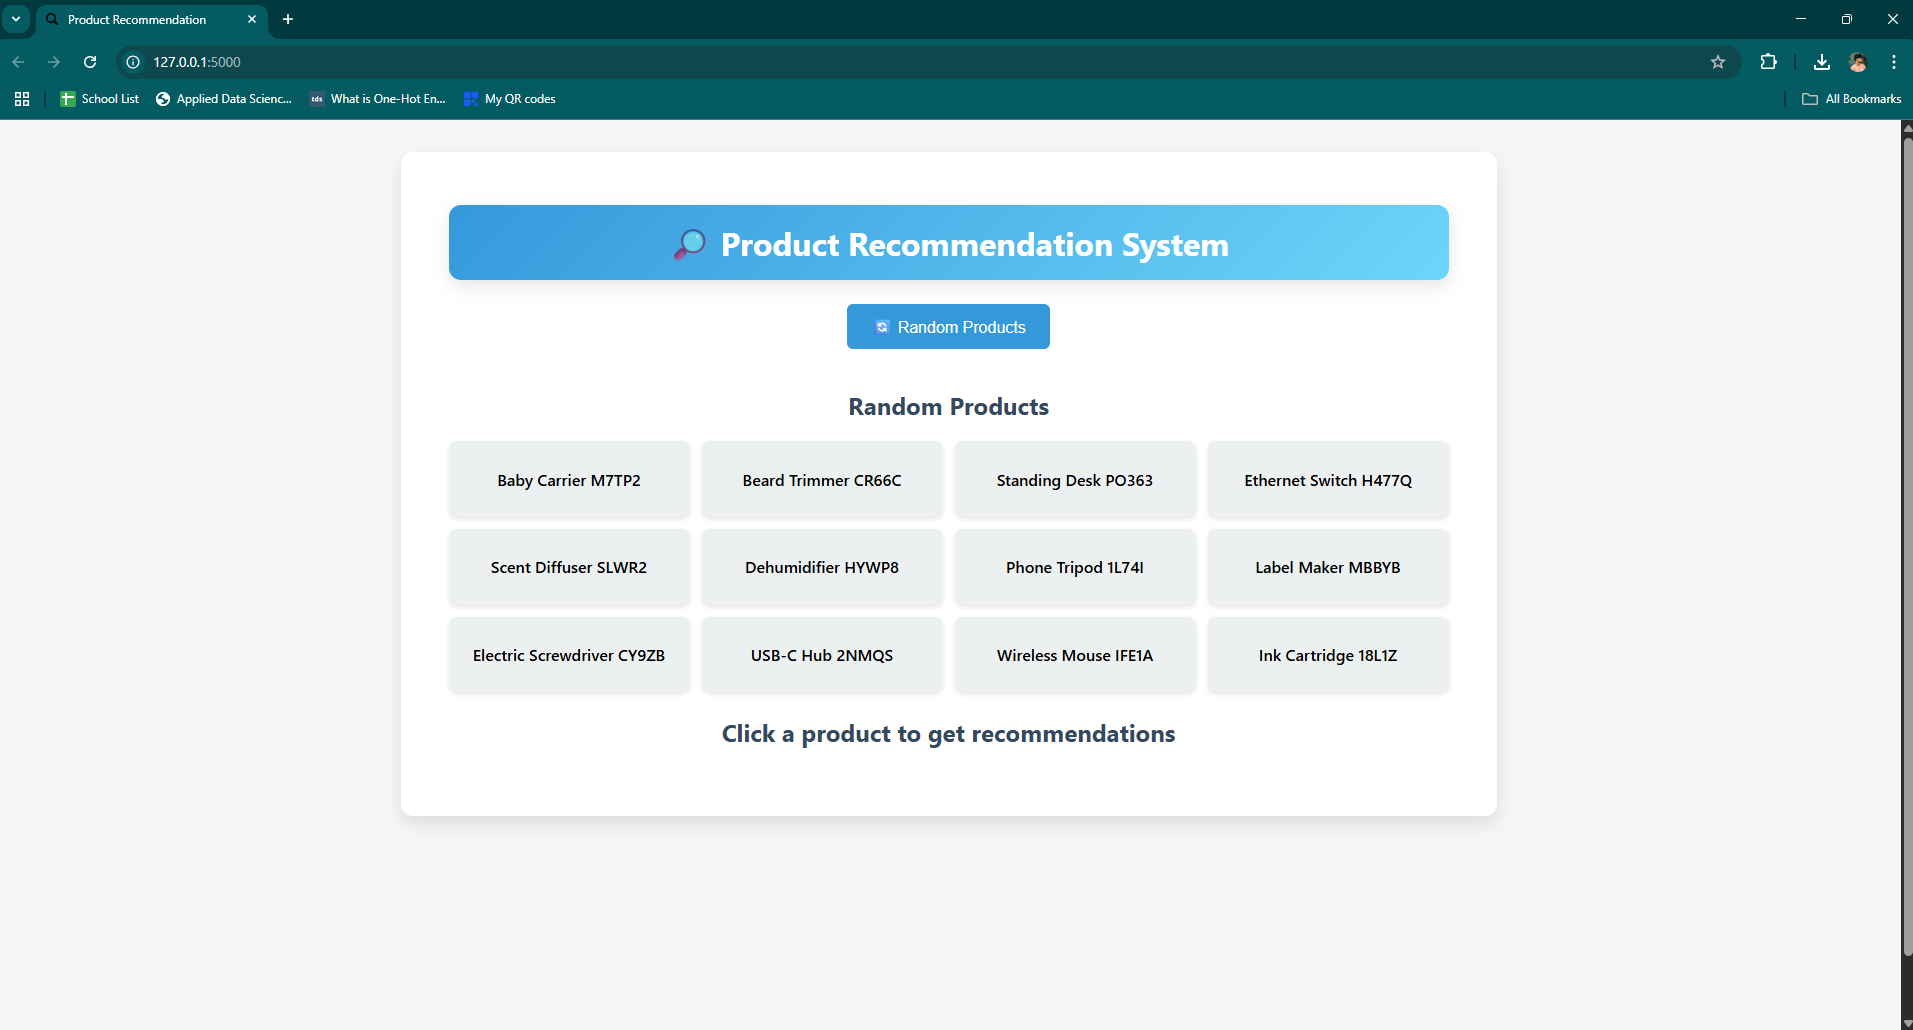 Product Recommendation
127.0.0.1:5000
School List
Applied Data Scienc...
tds
What is One-Hot En...
My QR codes
All Bookmarks
Product Recommendation System
Random Products
Random Products
Baby Carrier M7TP2
Beard Trimmer CR66C
Standing Desk PO363
Ethernet Switch H477Q
Scent Diffuser SLWR2
Dehumidifier HYWP8
Phone Tripod 1L74I
Label Maker MBBYB
Electric Screwdriver CY9ZB
USB-C Hub 2NMQS
Wireless Mouse IFE1A
Ink Cartridge 18L1Z
Click a product to get recommendations